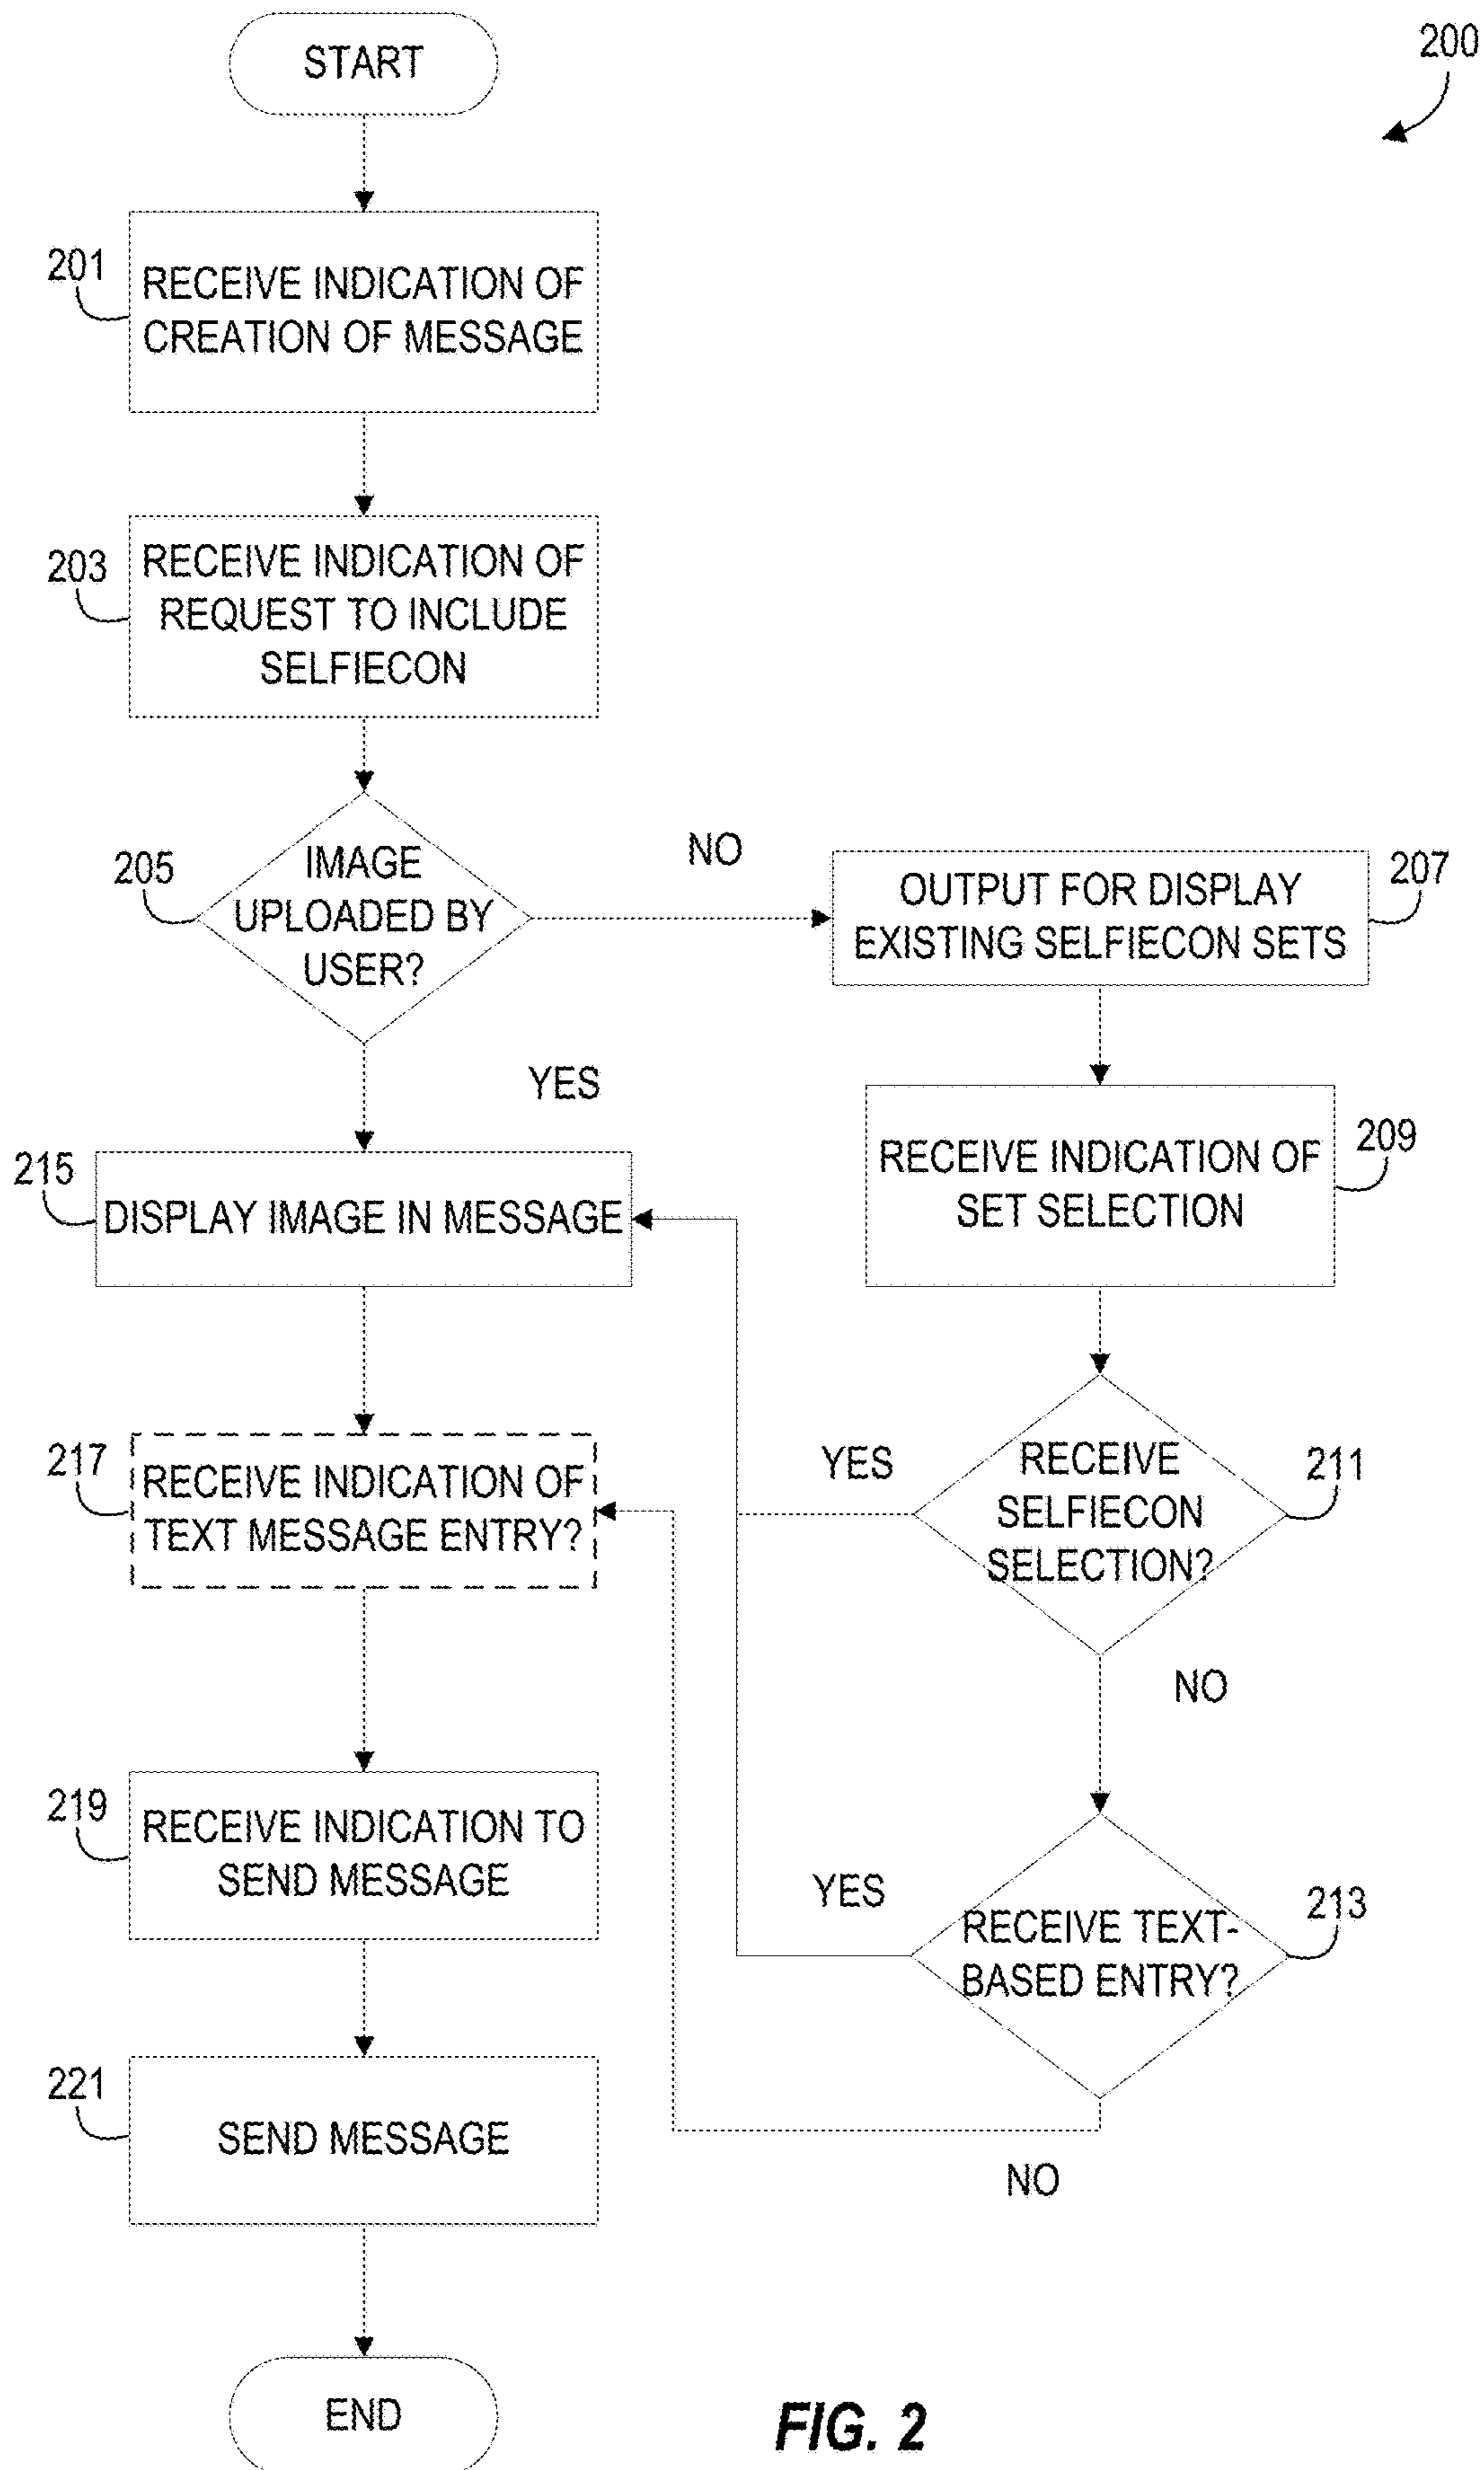 START
200
201
RECEIVE INDICATION OF
CREATION OF MESSAGE
203
RECEIVE INDICATION OF
REQUEST TO INCLUDE
SELFIECON
205
IMAGE
UPLOADED BY
USER?
NO
YES
207
OUTPUT FOR DISPLAY
EXISTING SELFIECON SETS
209
RECEIVE INDICATION OF
SET SELECTION
211
RECEIVE
SELFIECON
SELECTION?
YES
NO
213
RECEIVE TEXT-
BASED ENTRY?
YES
NO
215
DISPLAY IMAGE IN MESSAGE
217
RECEIVE INDICATION OF
TEXT MESSAGE ENTRY?
219
RECEIVE INDICATION TO
SEND MESSAGE
221
SEND MESSAGE
END
FIG. 2